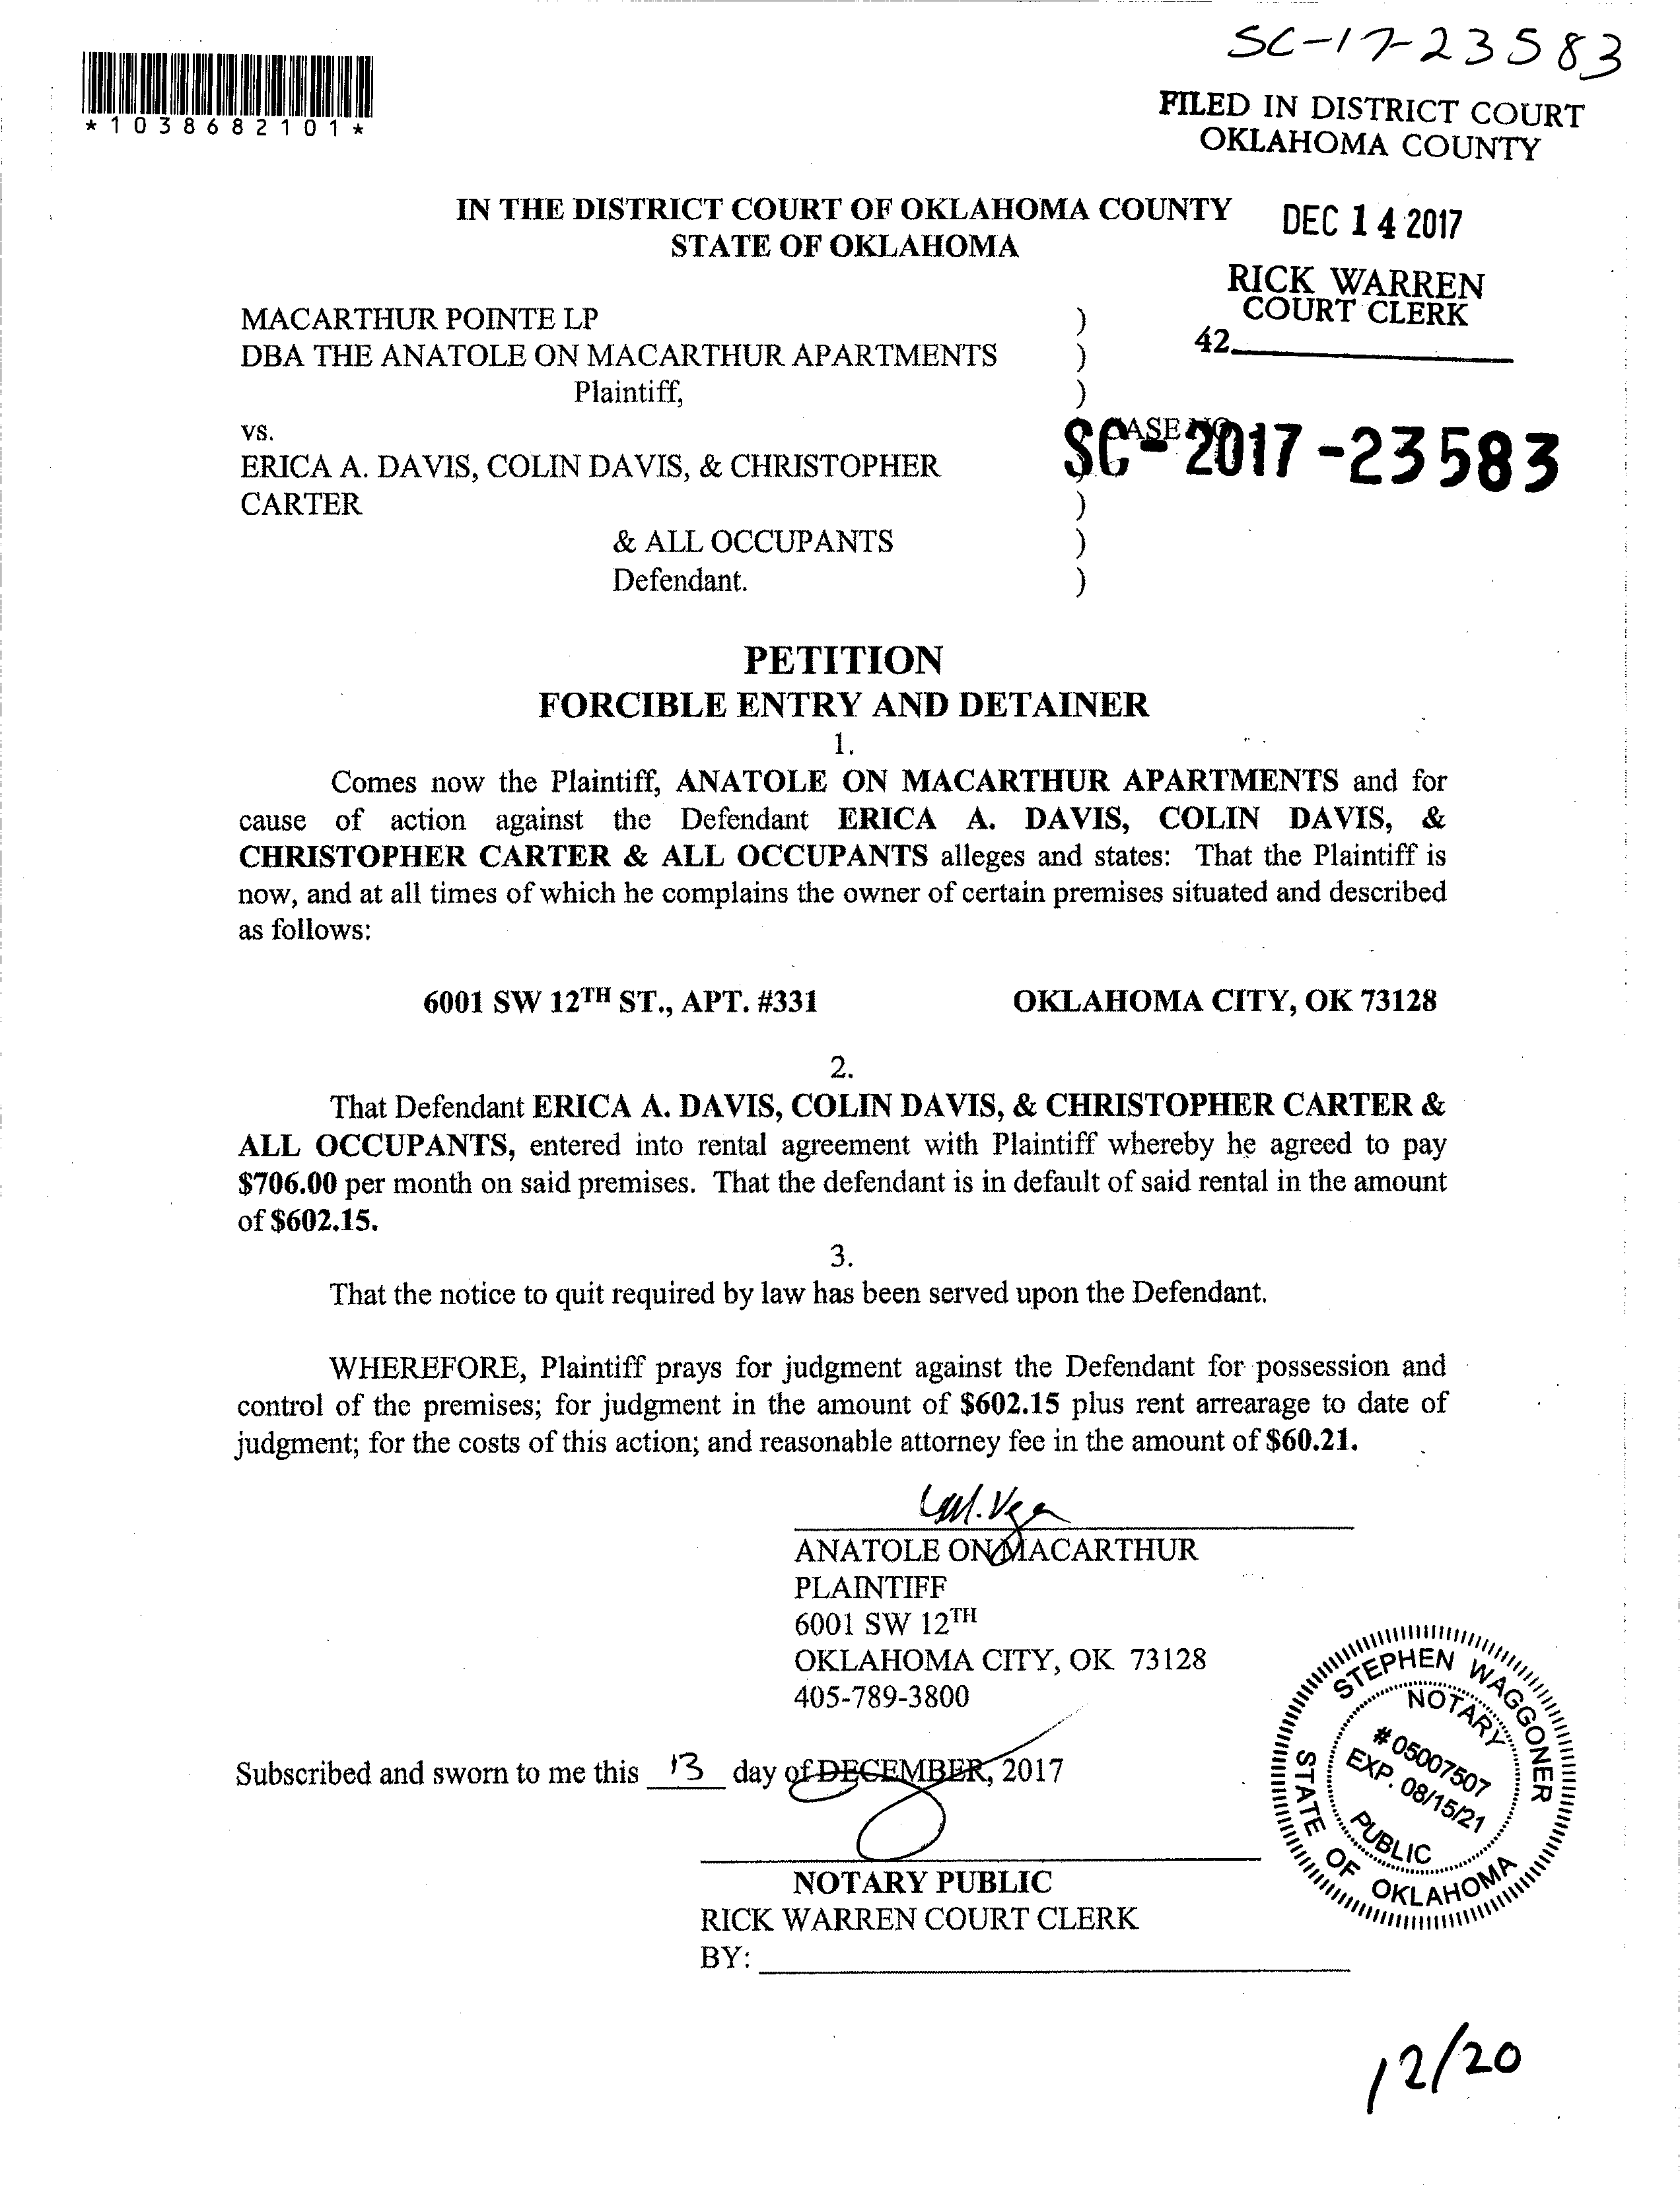 SC-17-23583
*1038682101*
FILED IN DISTRICT COURT
OKLAHOMA COUNTY
IN THE DISTRICT COURT OF OKLAHOMA COUNTY
STATE OF OKLAHOMA
DEC 14 2017
RICK WARREN
COURT CLERK
42
MACARTHUR POINTE LP )
DBA THE ANATOLE ON MACARTHUR APARTMENTS )
Plaintiff, )
vs. CASE NO.
SC-2017-23583
ERICA A. DAVIS, COLIN DAVIS, & CHRISTOPHER )
CARTER )
& ALL OCCUPANTS )
Defendant. )
PETITION
FORCIBLE ENTRY AND DETAINER
1.
Comes now the Plaintiff, ANATOLE ON MACARTHUR APARTMENTS and for
cause of action against the Defendant ERICA A. DAVIS, COLIN DAVIS, &
CHRISTOPHER CARTER & ALL OCCUPANTS alleges and states: That the Plaintiff is
now, and at all times of which he complains the owner of certain premises situated and described
as follows:
6001 SW 12TH ST., APT. #331 OKLAHOMA CITY, OK 73128
2.
That Defendant ERICA A. DAVIS, COLIN DAVIS, & CHRISTOPHER CARTER &
ALL OCCUPANTS, entered into rental agreement with Plaintiff whereby he agreed to pay
$706.00 per month on said premises. That the defendant is in default of said rental in the amount
of $602.15.
3.
That the notice to quit required by law has been served upon the Defendant.
WHEREFORE, Plaintiff prays for judgment against the Defendant for possession and
control of the premises; for judgment in the amount of $602.15 plus rent arrearage to date of
judgment; for the costs of this action; and reasonable attorney fee in the amount of $60.21.
ANATOLE ON MACARTHUR
PLAINTIFF
6001 SW 12TH
OKLAHOMA CITY, OK 73128
405-789-3800
Subscribed and sworn to me this 13 day of DECEMBER, 2017
STEPHEN WAGGONER
NOTARY
# 05007507
EXP. 08/15/21
PUBLIC
STATE OF OKLAHOMA
NOTARY PUBLIC
RICK WARREN COURT CLERK
BY:
12/20